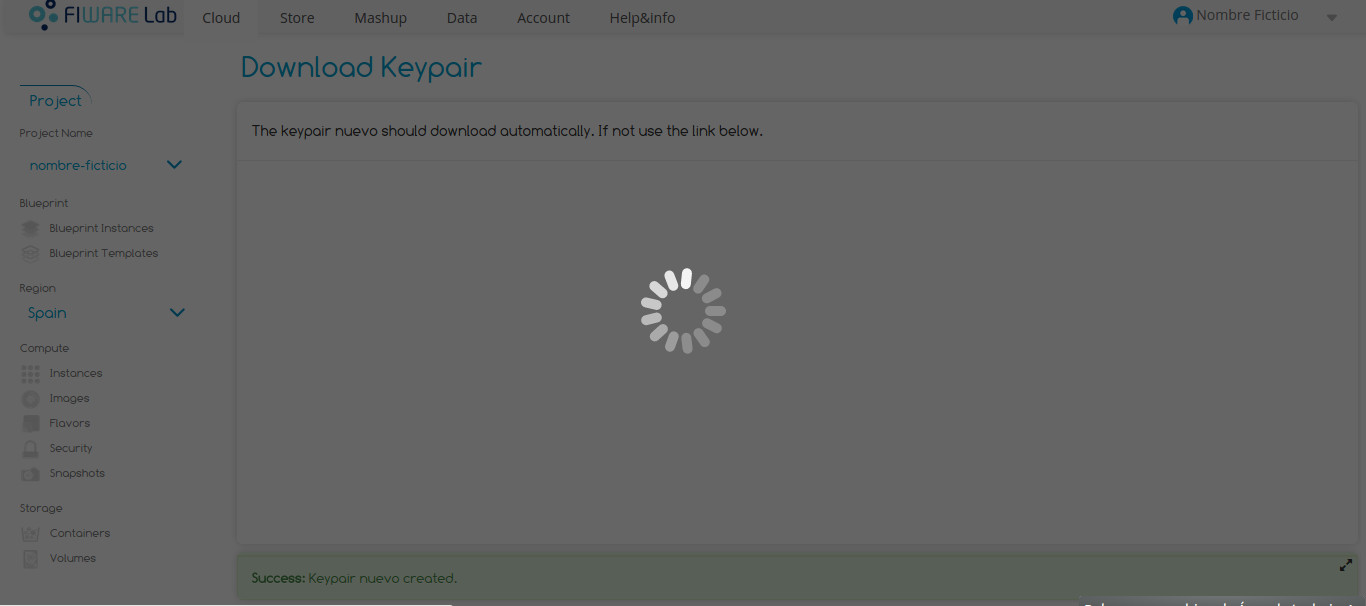 FIWARE Lab
Cloud
Store
Mashup
Data
Account
Help&info
Nombre Ficticio
Download Keypair
Project
Project Name
nombre-ficticio
Blueprint
Blueprint Instances
Blueprint Templates
Region
Spain
Compute
Instances
Images
Flavors
Security
Snapshots
Storage
Containers
Volumes
The keypair nuevo should download automatically. If not use the link below.
Success: Keypair nuevo created.